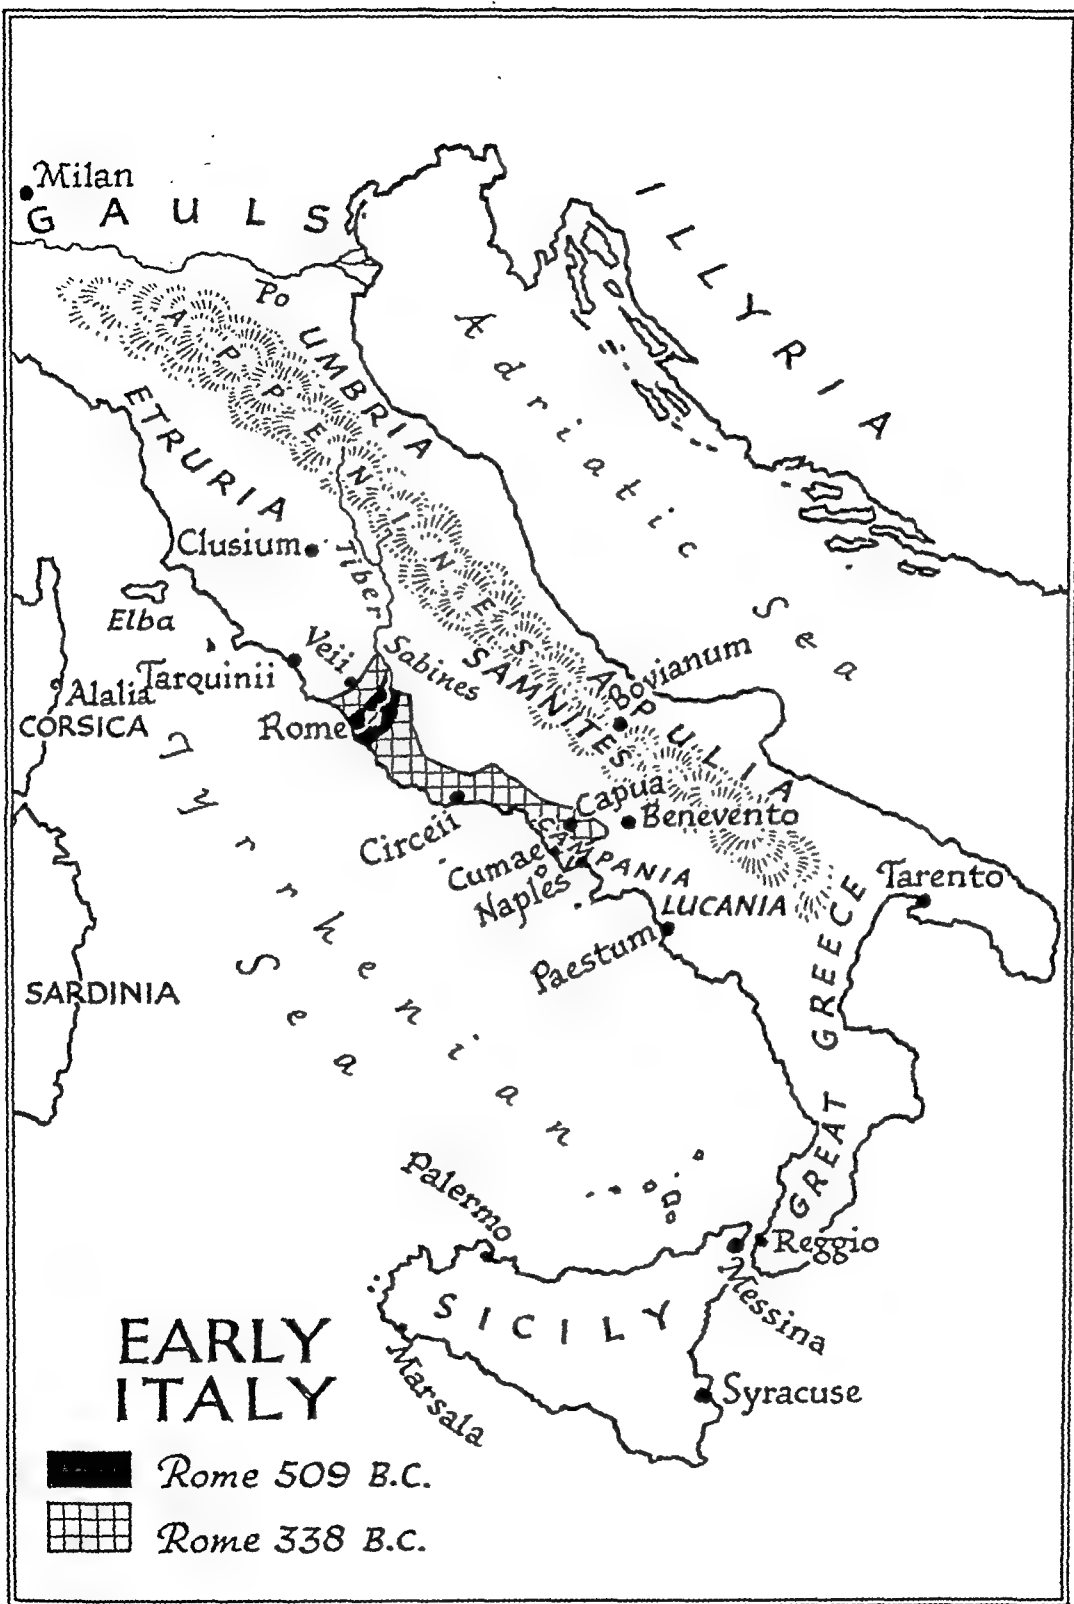 Milan
GAULS
ILLYRIA
Po
APPENNINES
UMBRIA
Adriatic Sea
ETRURIA
Clusium
Tiber
Elba
Veii
Sabines
Tarquinii
Alalia
CORSICA
Rome
SAMNITES
Bovianum
APULIA
Tyrrhenian Sea
Capua
Benevento
Circeii
CAMPANIA
Cumae
Naples
LUCANIA
Tarento
Paestum
SARDINIA
GREAT GREECE
Palermo
Reggio
Messina
SICILY
Marsala
Syracuse
EARLY
ITALY
Rome 509 B.C.
Rome 338 B.C.